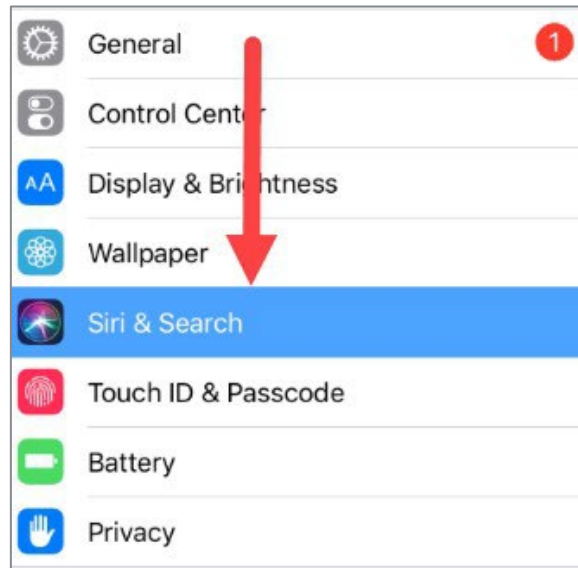 General
1
Control Center
AA Display & Brightness
Wallpaper
Siri & Search
Touch ID & Passcode
Battery
Privacy